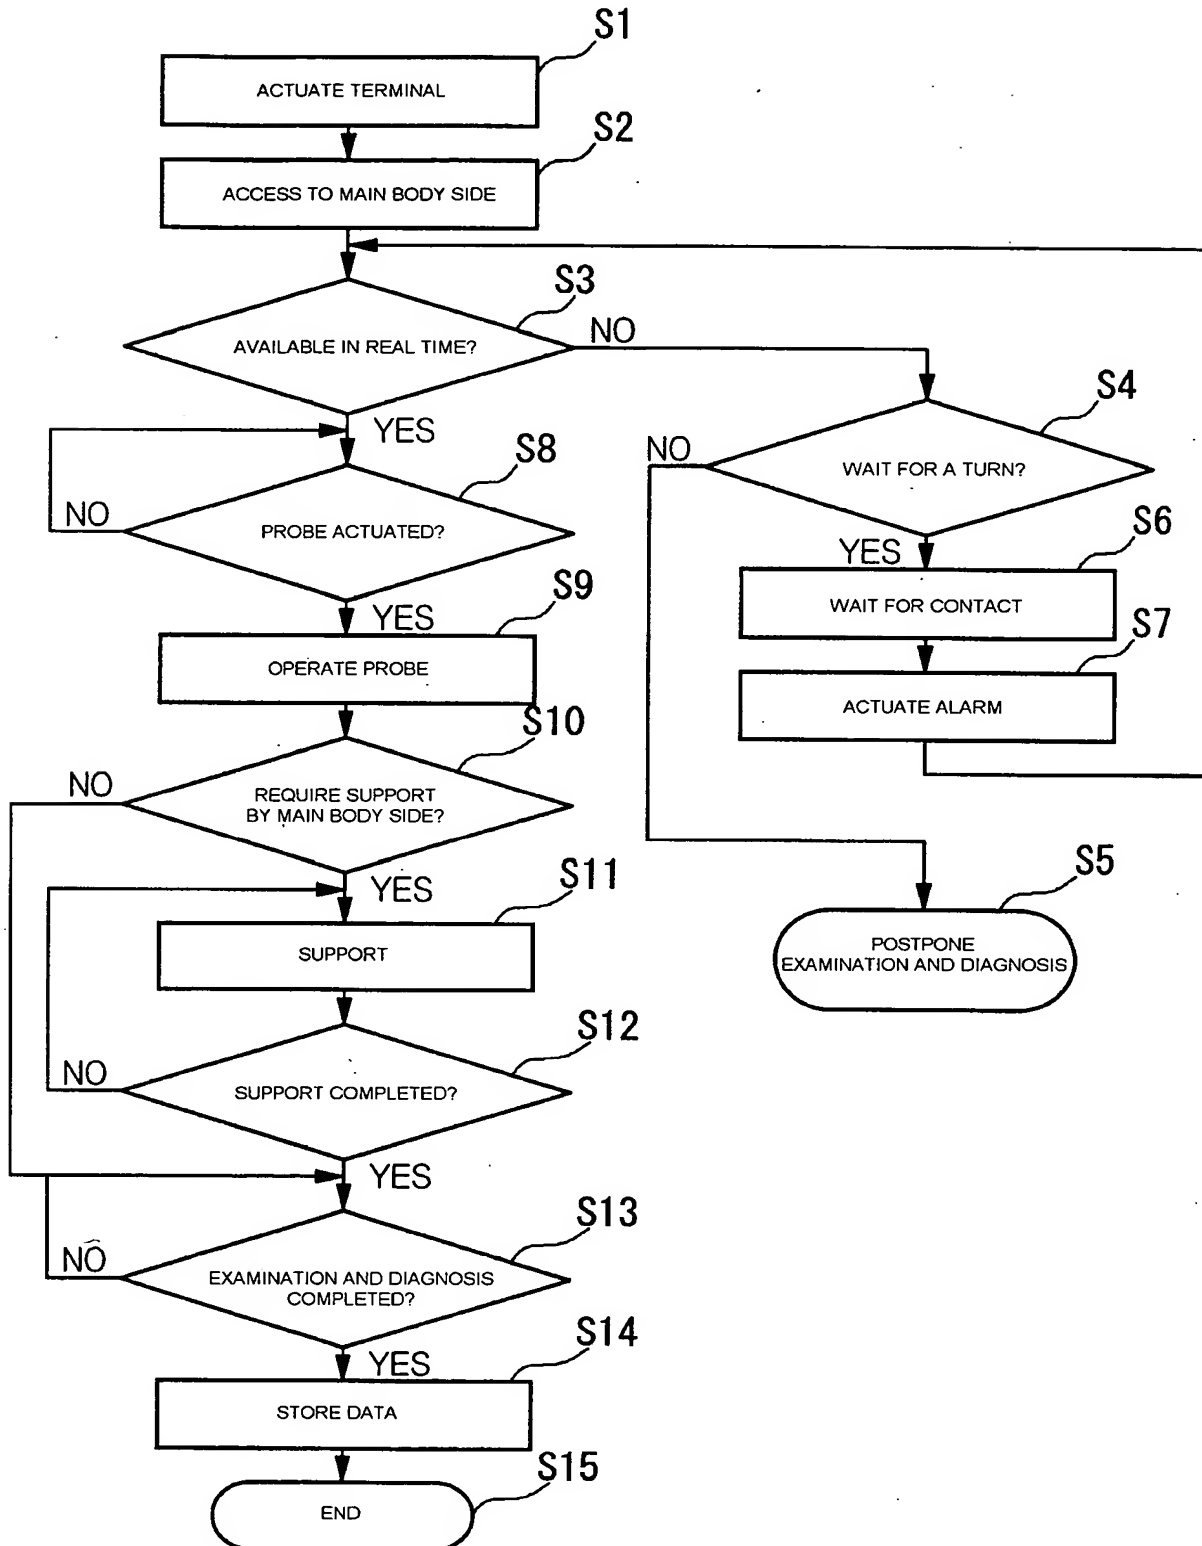 S1
ACTUATE TERMINAL
S2
ACCESS TO MAIN BODY SIDE
S3
AVAILABLE IN REAL TIME?
NO
YES
S4
WAIT FOR A TURN?
NO
YES
S8
PROBE ACTUATED?
NO
YES
S6
WAIT FOR CONTACT
S9
OPERATE PROBE
S7
ACTUATE ALARM
S10
REQUIRE SUPPORT
BY MAIN BODY SIDE?
NO
YES
S11
SUPPORT
S5
POSTPONE
EXAMINATION AND DIAGNOSIS
S12
SUPPORT COMPLETED?
NO
YES
S13
EXAMINATION AND DIAGNOSIS
COMPLETED?
NO
YES
S14
STORE DATA
S15
END